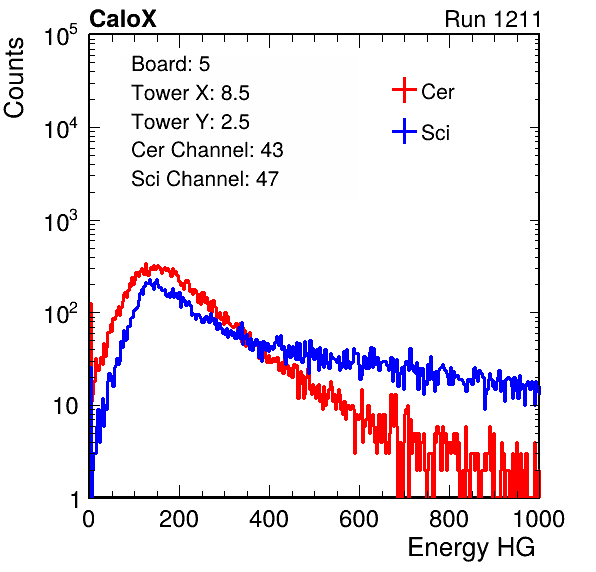 CaloX Run 1211
Counts
Board: 5
Tower X: 8.5
Tower Y: 2.5
Cer Channel: 43
Sci Channel: 47
Cer
Sci
10^5
10^4
10^3
10^2
10
1
0 200 400 600 800 1000
Energy HG